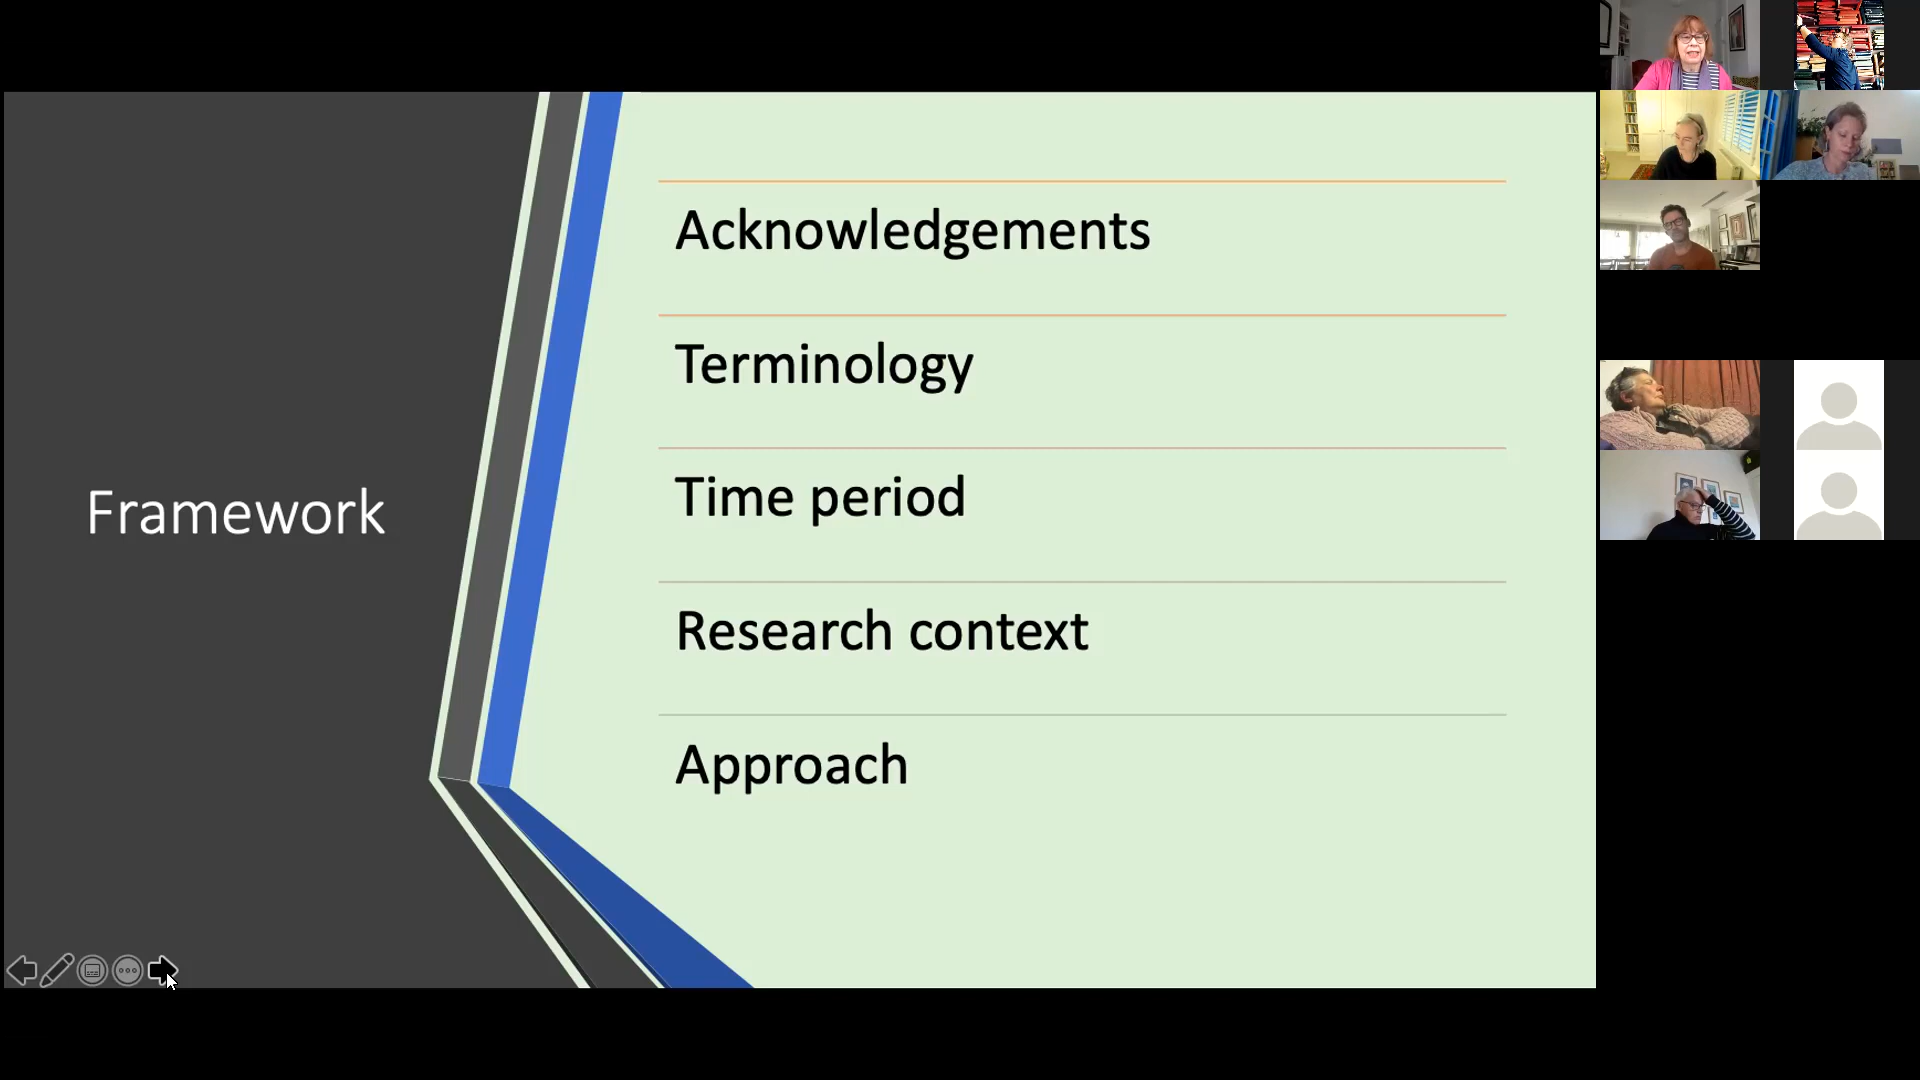 Framework
Acknowledgements
Terminology
Time period
Research context
Approach